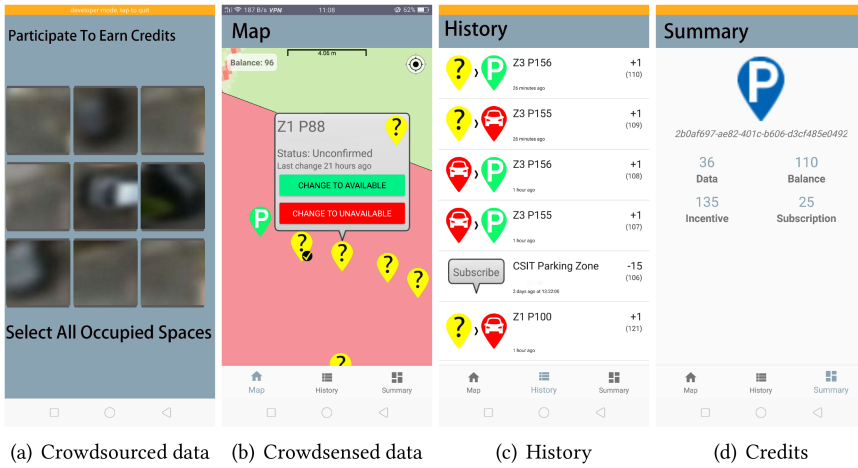 developer mode, tap to quit
Participate To Earn Credits
Select All Occupied Spaces
187 B/s VPN
11:08
62%
Map
4.06 m
Balance: 96
Z1 P88
?
Status: Unconfirmed
Last change 21 hours ago
CHANGE TO AVAILABLE
CHANGE TO UNAVAILABLE
P
?
?
?
?
?
Map
History
Summary
History
? › P
Z3 P156
+1
(110)
26 minutes ago
? ›
Z3 P155
+1
(109)
26 minutes ago
› P
Z3 P156
+1
(108)
1 hour ago
› P
Z3 P155
+1
(107)
1 hour ago
Subscribe
CSIT Parking Zone
-15
(106)
2 days ago at 13:22:00
? ›
Z1 P100
+1
(121)
1 hour ago
Map
History
Summary
Summary
P
2b0af697-ae82-401c-b606-d3cf485e0492
36
110
Data
Balance
135
25
Incentive
Subscription
Map
History
Summary
(a) Crowdsourced data
(b) Crowdsensed data
(c) History
(d) Credits